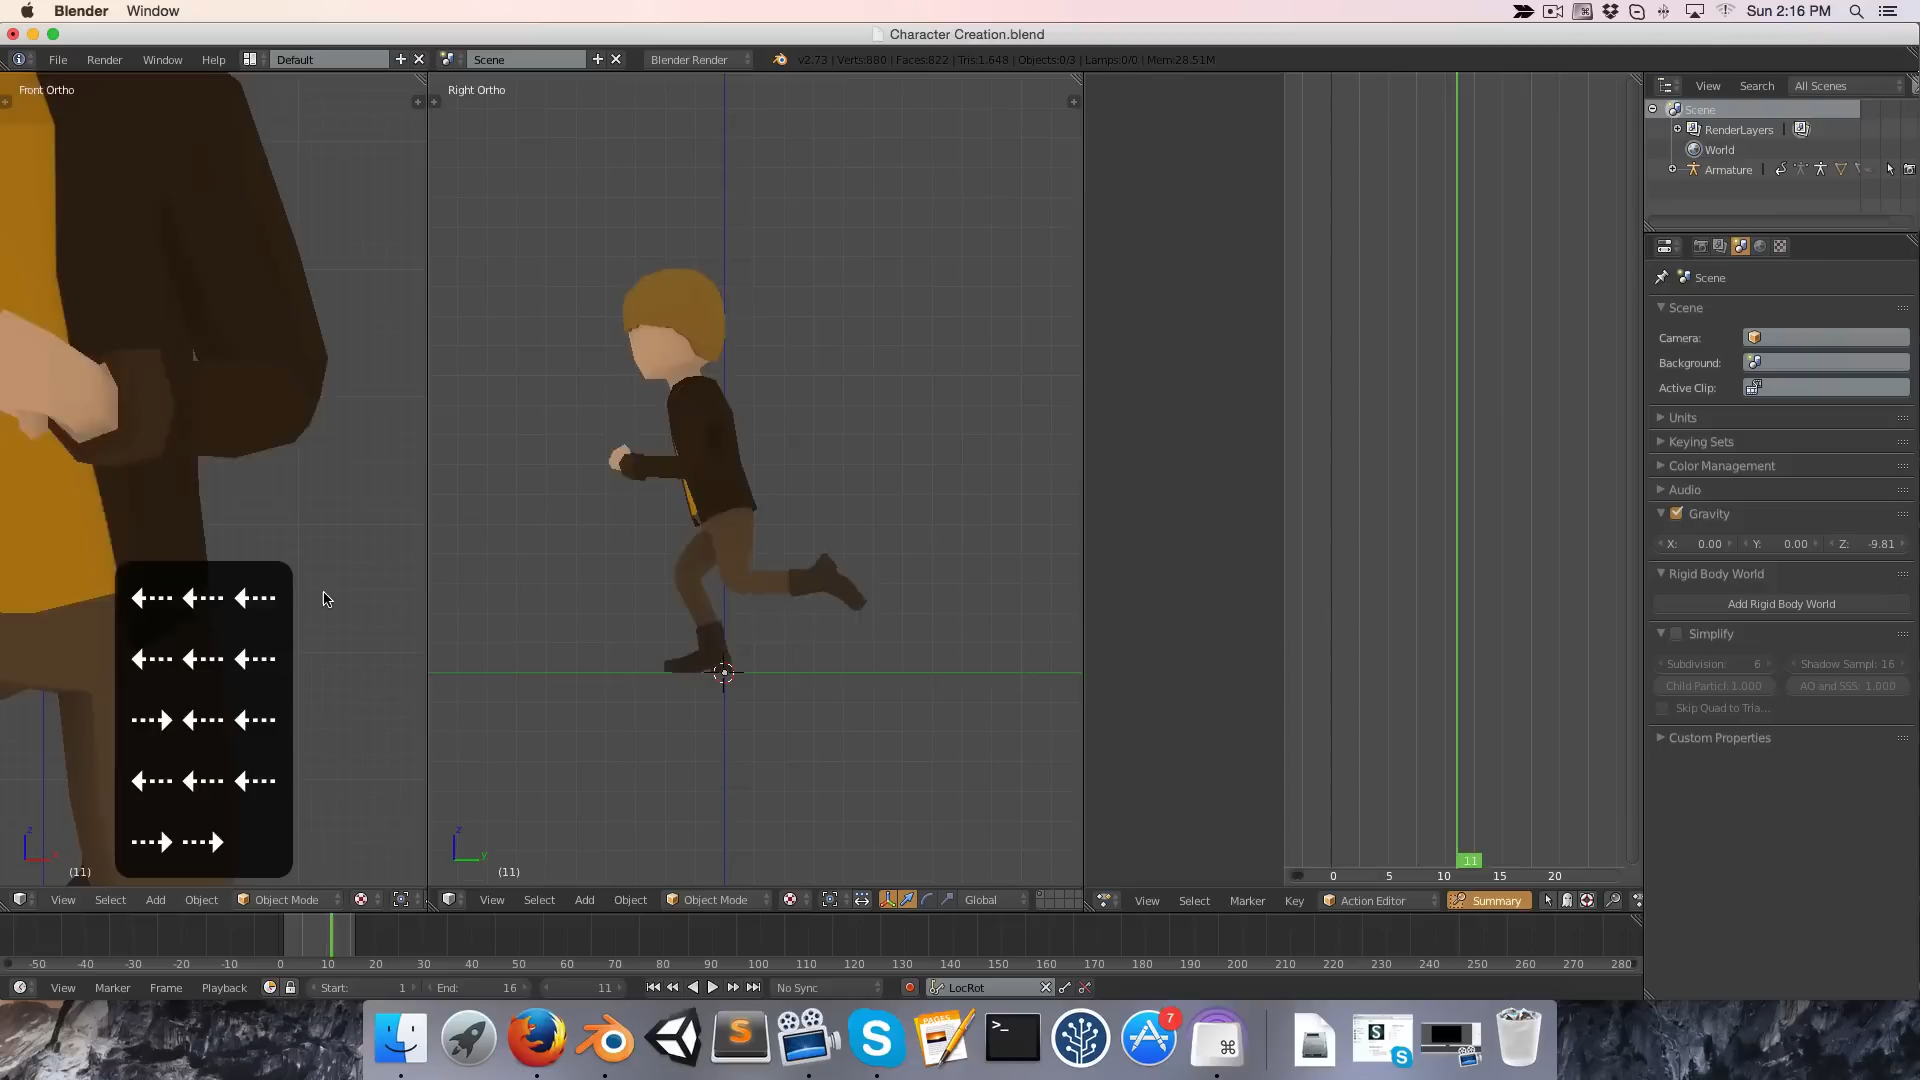 Blender Window Sun 2:16 PM
Character Creation.blend
File Render Window Help Default Scene Blender Render v2.73 | Verts:880 | Faces:822 | Tris:1,648 | Objects:0/3 | Lamps:0/0 | Mem:28.51M
Front Ortho
Right Ortho
View Search All Scenes
Scene
RenderLayers
World
Armature
Scene
Scene
Camera:
Background:
Active Clip:
Units
Keying Sets
Color Management
Audio
Gravity
X: 0.00 Y: 0.00 Z: -9.81
Rigid Body World
Add Rigid Body World
Simplify
Subdivision: 6 Shadow Sampl: 16
Child Particl: 1.000 AO and SSS: 1.000
Skip Quad to Tria...
Custom Properties
z
x
(11)
z
y
(11)
11
0 5 10 15 20
View Select Add Object Object Mode
View Select Add Object Object Mode Global
View Select Marker Key Action Editor Summary
-50 -40 -30 -20 -10 0 10 20 30 40 50 60 70 80 90 100 110 120 130 140 150 160 170 180 190 200 210 220 230 240 250 260 270 280
View Marker Frame Playback Start: 1 End: 16 11 No Sync LocRot
PAGES
7
S